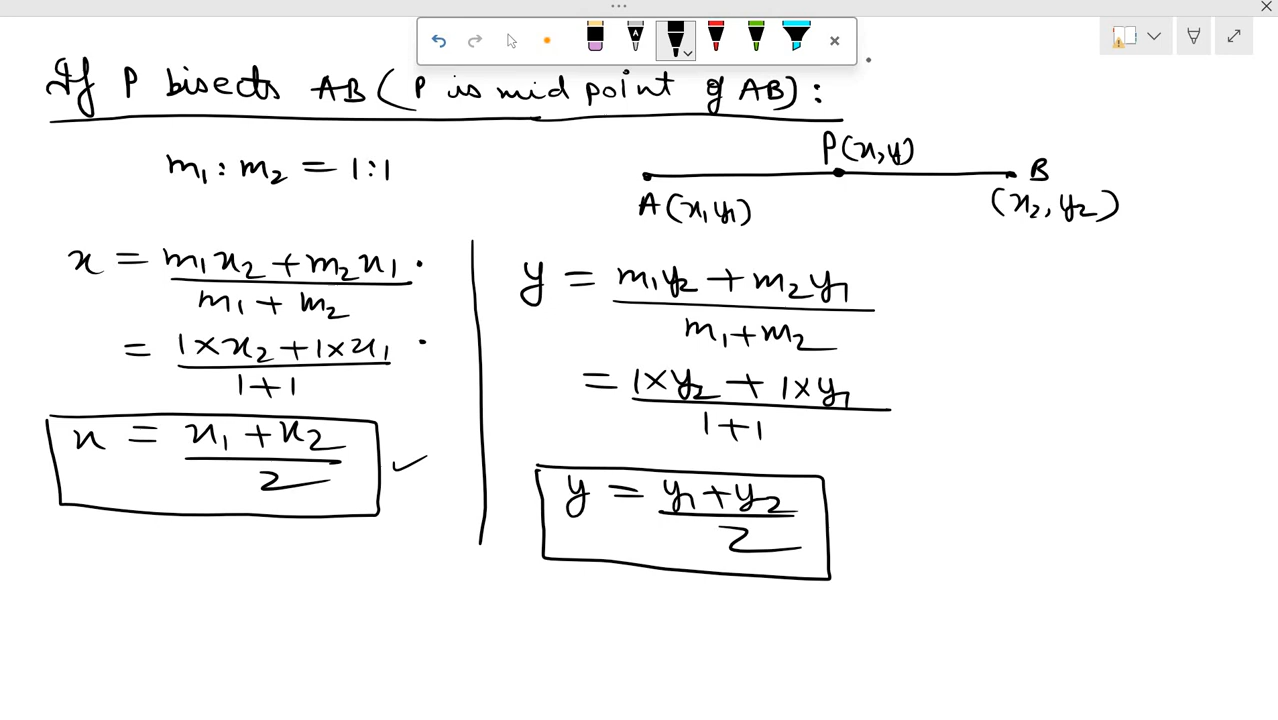 If P bisects AB (P is mid point of AB) :
m₁ : m₂ = 1 : 1
P(x,y)
B
A(x₁y₁)
(x₂, y₂)
x = (m₁x₂ + m₂x₁)/(m₁ + m₂)
= (1×x₂ + 1×x₁)/(1+1)
x = (x₁ + x₂)/2 ✓
y = (m₁y₂ + m₂y₁)/(m₁+m₂)
= (1×y₂ + 1×y₁)/(1+1)
y = (y₁+y₂)/2